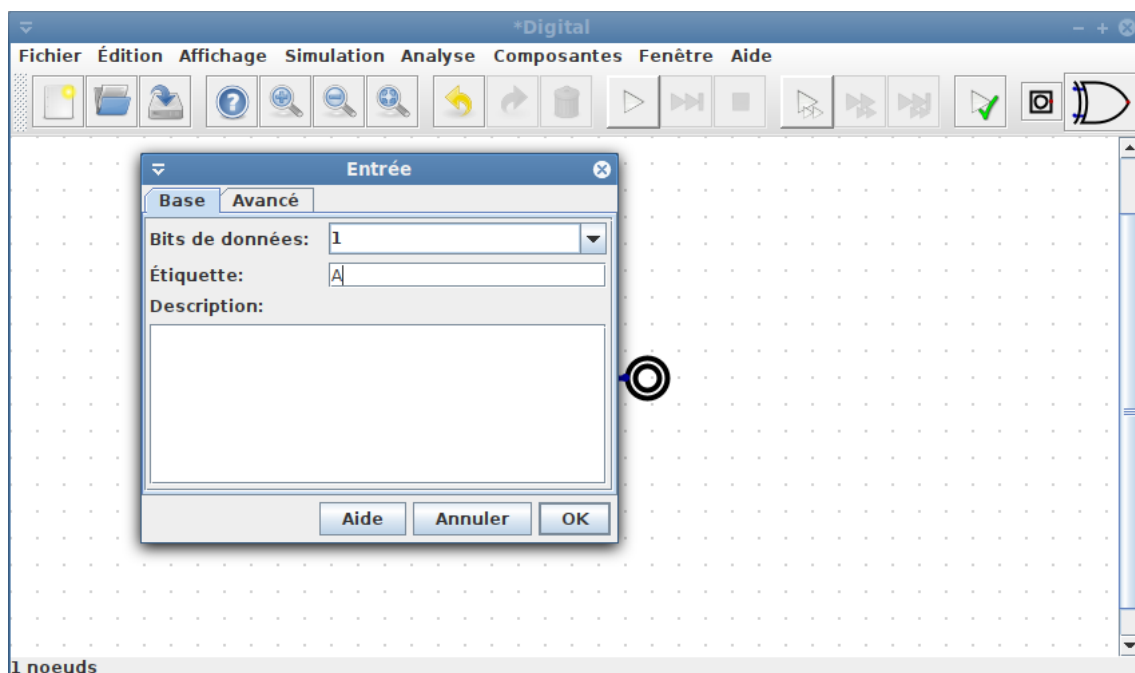 *Digital
Fichier Édition Affichage Simulation Analyse Composantes Fenêtre Aide
Entrée
Base Avancé
Bits de données: 1
Étiquette: A
Description:
Aide Annuler OK
1 noeuds